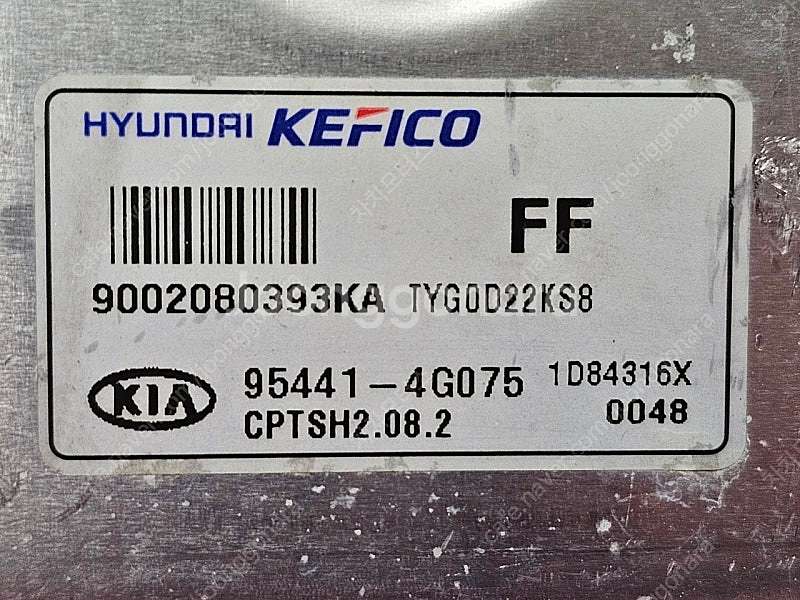 HYUNDAI KEFICO
FF
9002080393KA TYG0D22KS8
KIA 95441-4G075 1D84316X
CPTSH2.08.2 0048